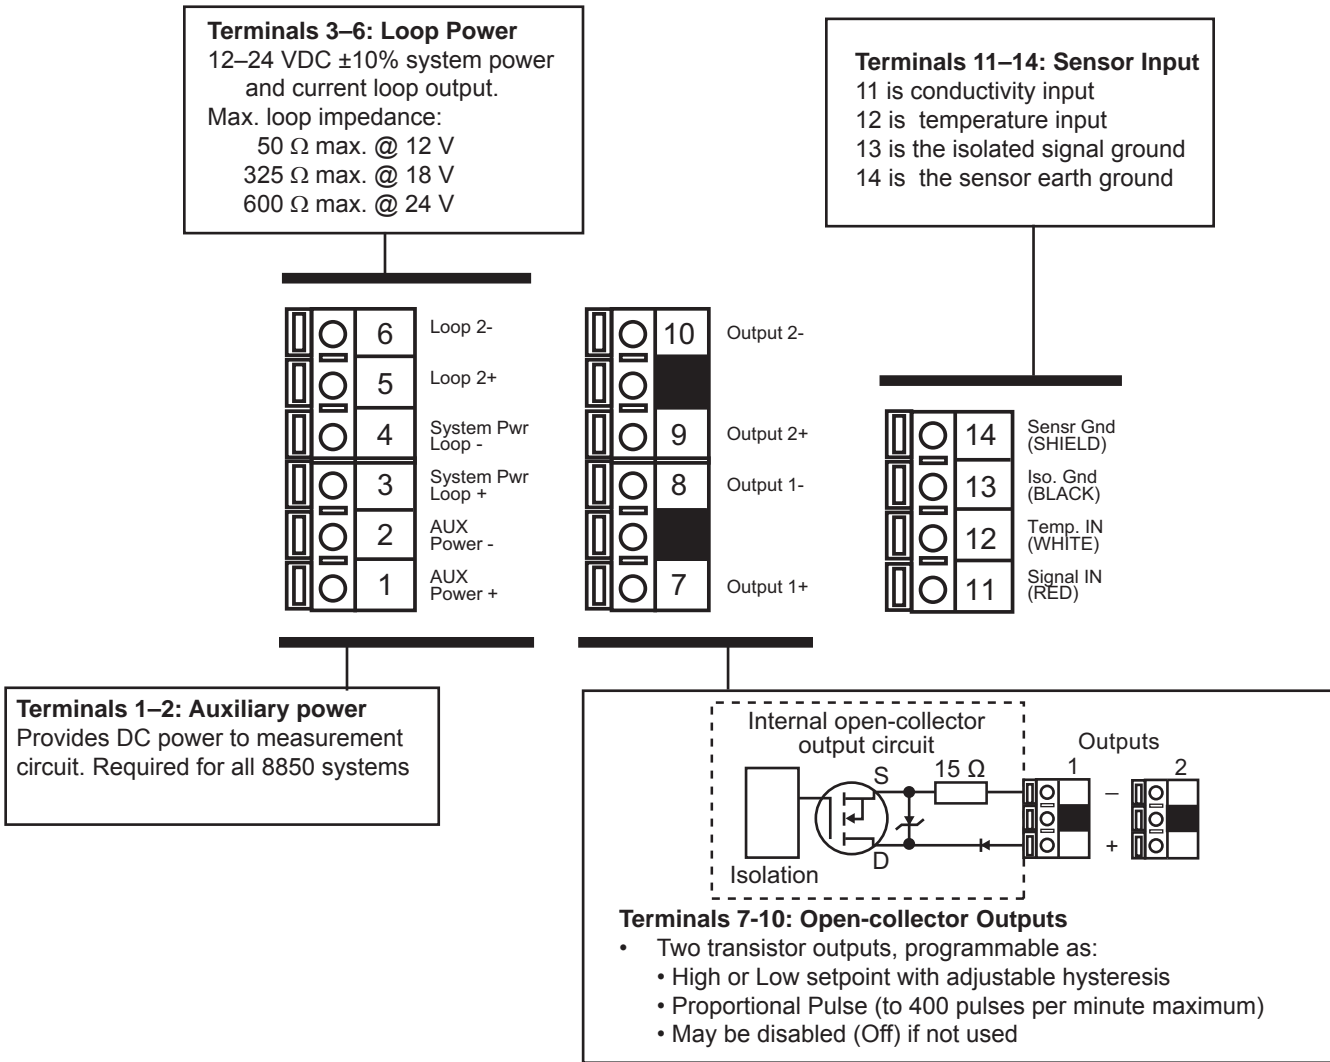 Terminals 3–6: Loop Power
12–24 VDC ±10% system power
and current loop output.
Max. loop impedance:
50 Ω max. @ 12 V
325 Ω max. @ 18 V
600 Ω max. @ 24 V
Terminals 11–14: Sensor Input
11 is conductivity input
12 is temperature input
13 is the isolated signal ground
14 is the sensor earth ground
6 Loop 2-
5 Loop 2+
4 System Pwr
Loop -
3 System Pwr
Loop +
2 AUX
Power -
1 AUX
Power +
10 Output 2-
9 Output 2+
8 Output 1-
7 Output 1+
14 Sensr Gnd
(SHIELD)
13 Iso. Gnd
(BLACK)
12 Temp. IN
(WHITE)
11 Signal IN
(RED)
Terminals 1–2: Auxiliary power
Provides DC power to measurement
circuit. Required for all 8850 systems
Internal open-collector
output circuit
Outputs
S 15 Ω 1 2
–
+
D
Isolation
Terminals 7-10: Open-collector Outputs
• Two transistor outputs, programmable as:
• High or Low setpoint with adjustable hysteresis
• Proportional Pulse (to 400 pulses per minute maximum)
• May be disabled (Off) if not used